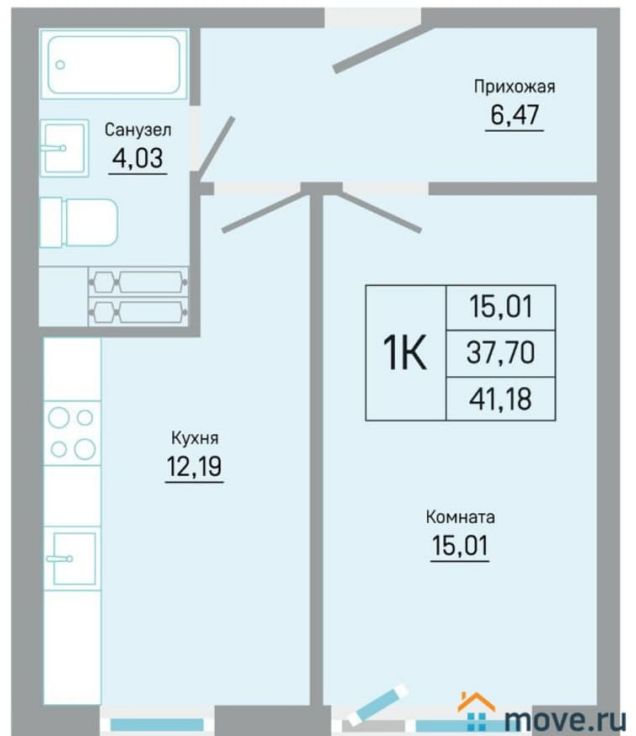 Прихожая
6,47
Санузел
4,03
1К
15,01
37,70
41,18
Кухня
12,19
Комната
15,01
move.ru